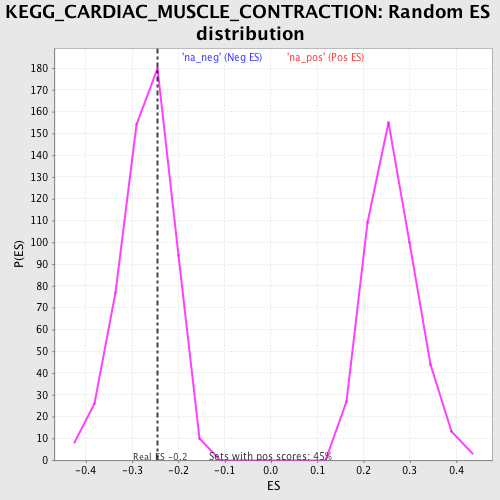 KEGG_CARDIAC_MUSCLE_CONTRACTION: Random ES
distribution
'na_neg' (Neg ES) 'na_pos' (Pos ES)
180
170
160
150
140
130
120
110
100
90
80
70
60
50
40
30
20
10
0
P(ES)
Real ES -0.2 Sets with pos scores: 45%
-0.4 -0.3 -0.2 -0.1 0.0 0.1 0.2 0.3 0.4
ES